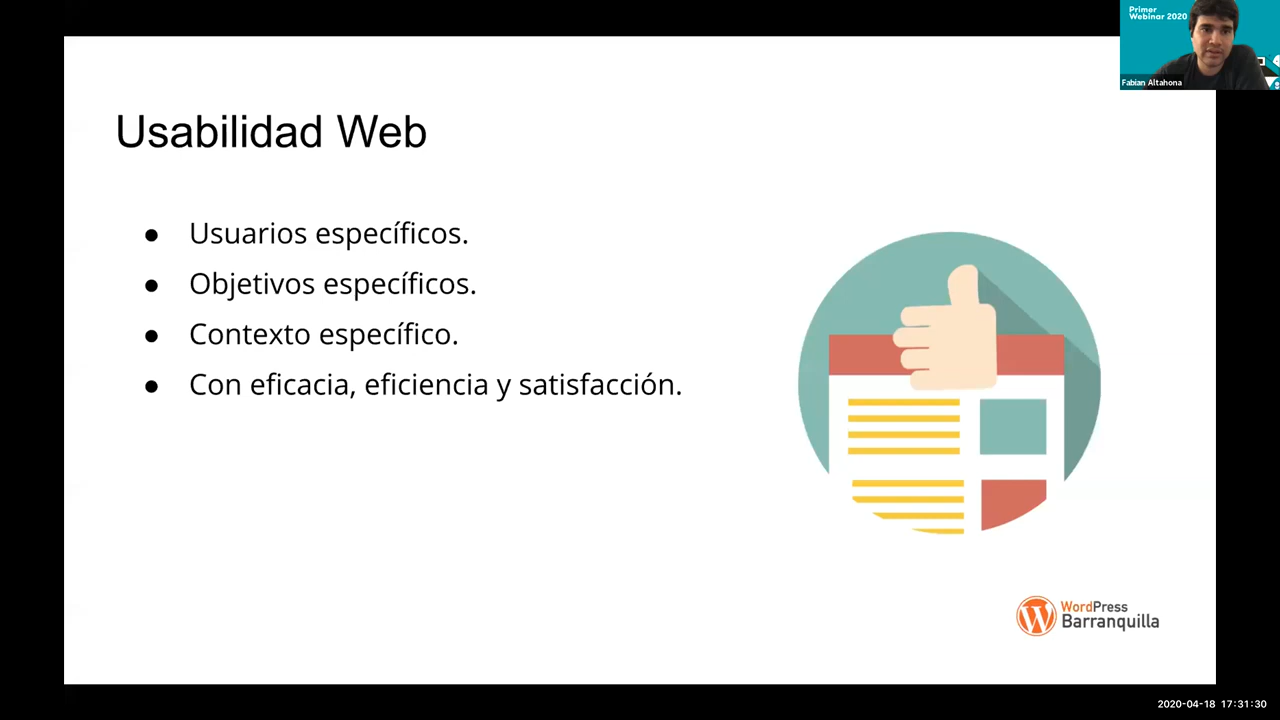 Primer
Webinar 2020
Fabian Altahona
Usabilidad Web
● Usuarios específicos.
● Objetivos específicos.
● Contexto específico.
● Con eficacia, eficiencia y satisfacción.
WordPress
Barranquilla
2020-04-18 17:31:30